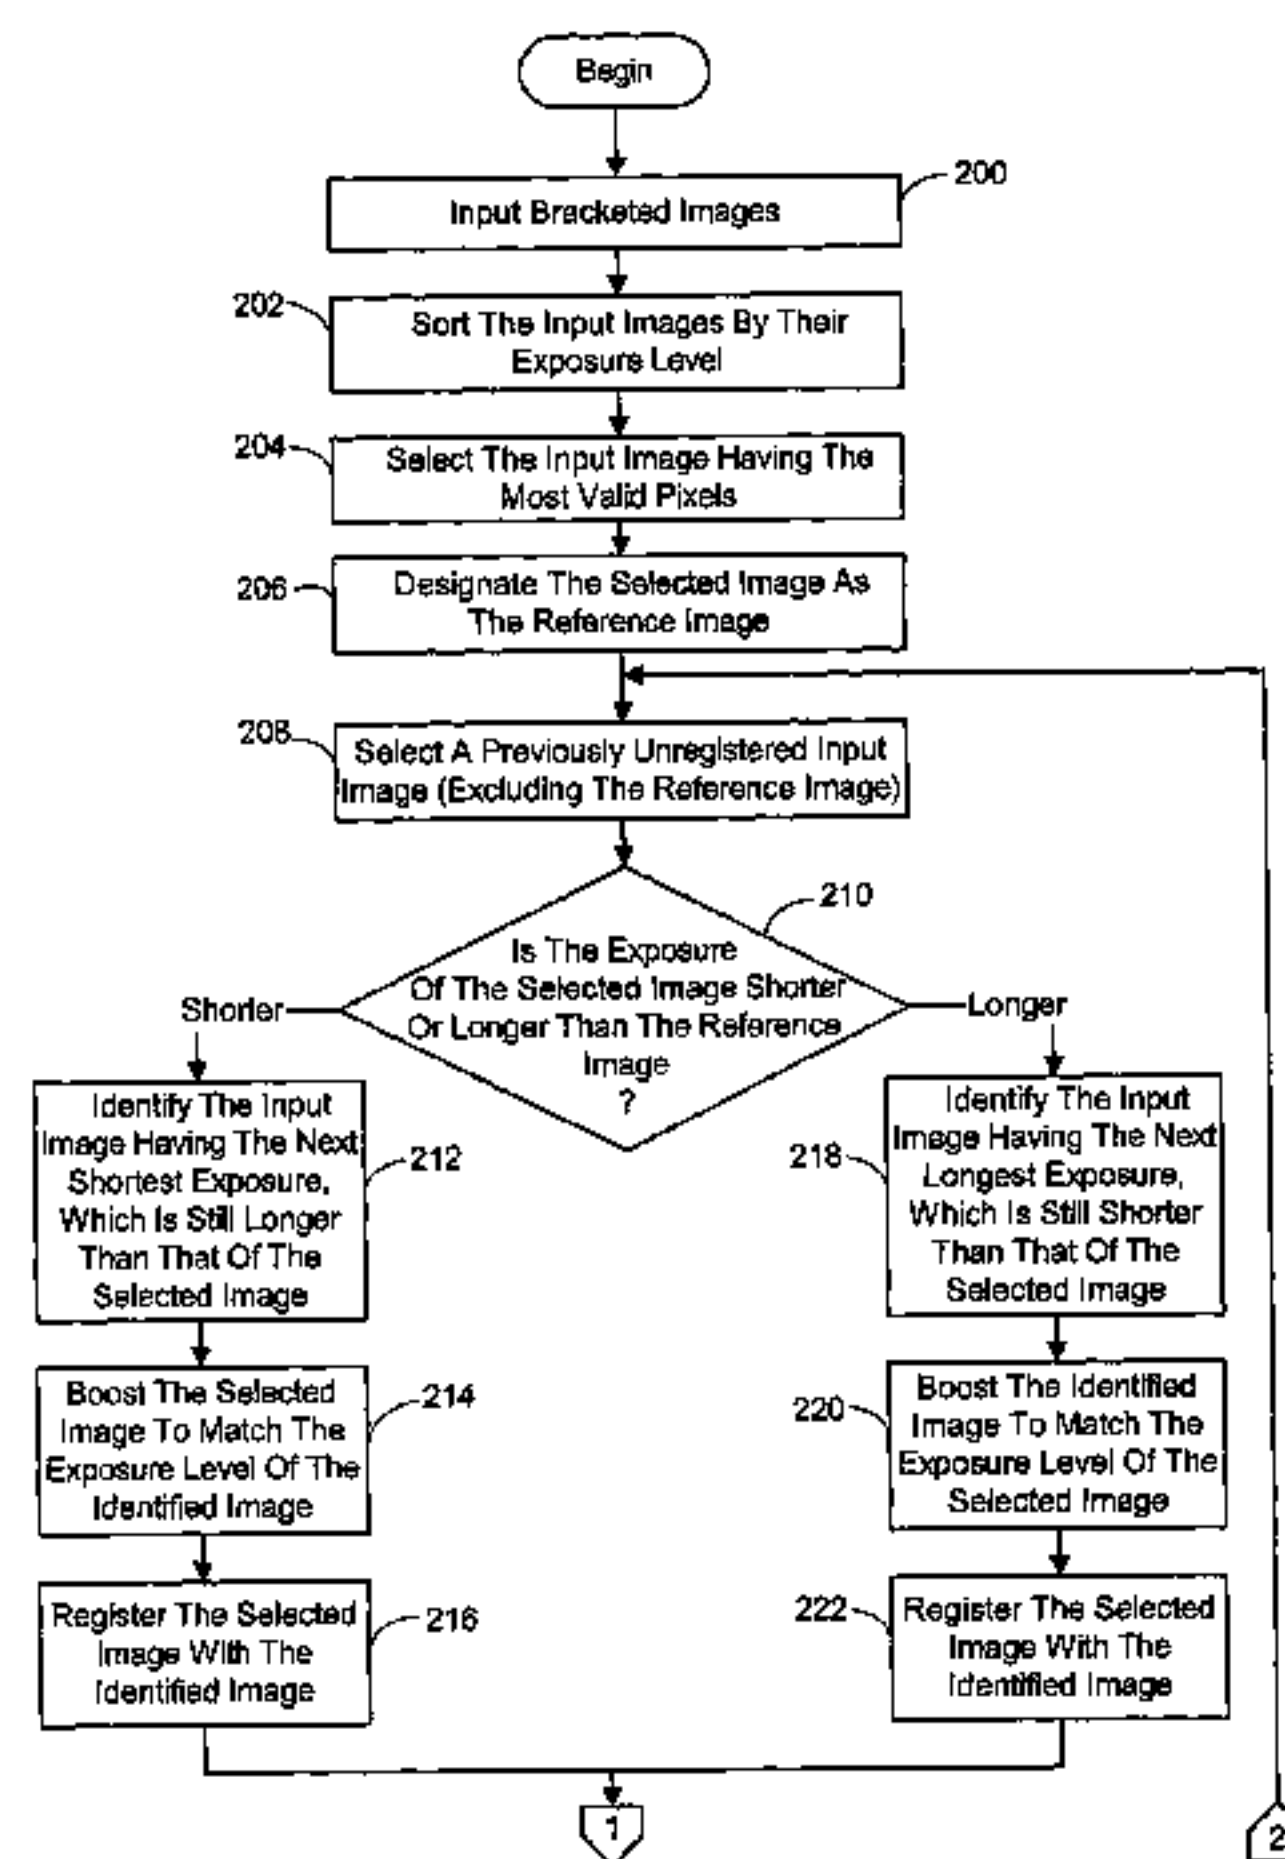 Begin
200
Input Bracketed Images
202
Sort The Input Images By Their
Exposure Level
204
Select The Input Image Having The
Most Valid Pixels
206
Designate The Selected Image As
The Reference Image
208
Select A Previously Unregistered Input
Image (Excluding The Reference Image)
210
Is The Exposure
Of The Selected Image Shorter
Or Longer Than The Reference
Image
?
Shorter
Longer
Identify The Input
Image Having The Next
Shortest Exposure,
Which Is Still Longer
Than That Of The
Selected Image
212
218
Identify The Input
Image Having The Next
Longest Exposure,
Which Is Still Shorter
Than That Of The
Selected Image
Boost The Selected
Image To Match The
Exposure Level Of The
Identified Image
214
220
Boost The Identified
Image To Match The
Exposure Level Of The
Selected Image
Register The Selected
Image With The
Identified Image
216
222
Register The Selected
Image With The
Identified Image
1
2